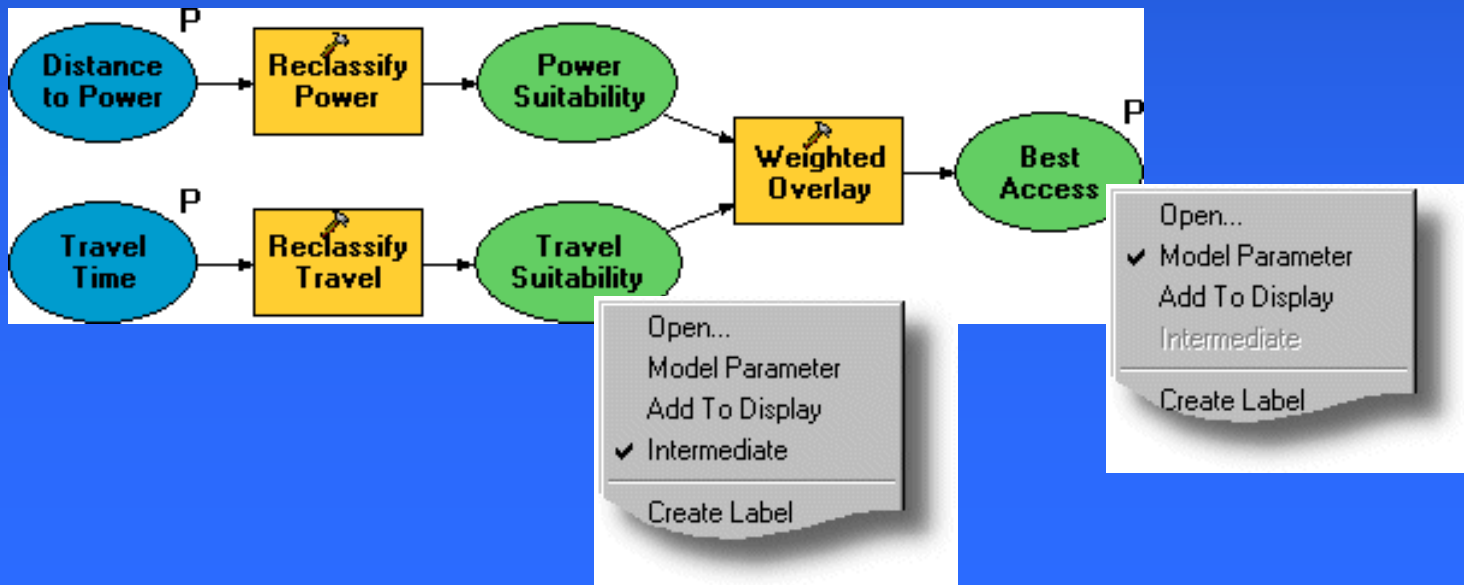 P
Distance
to Power
Reclassify
Power
Power
Suitability
P
Travel
Time
Reclassify
Travel
Travel
Suitability
Weighted
Overlay
P
Best
Access
Open...
Model Parameter
Add To Display
Intermediate
Create Label
Open...
Model Parameter
Add To Display
Intermediate
Create Label